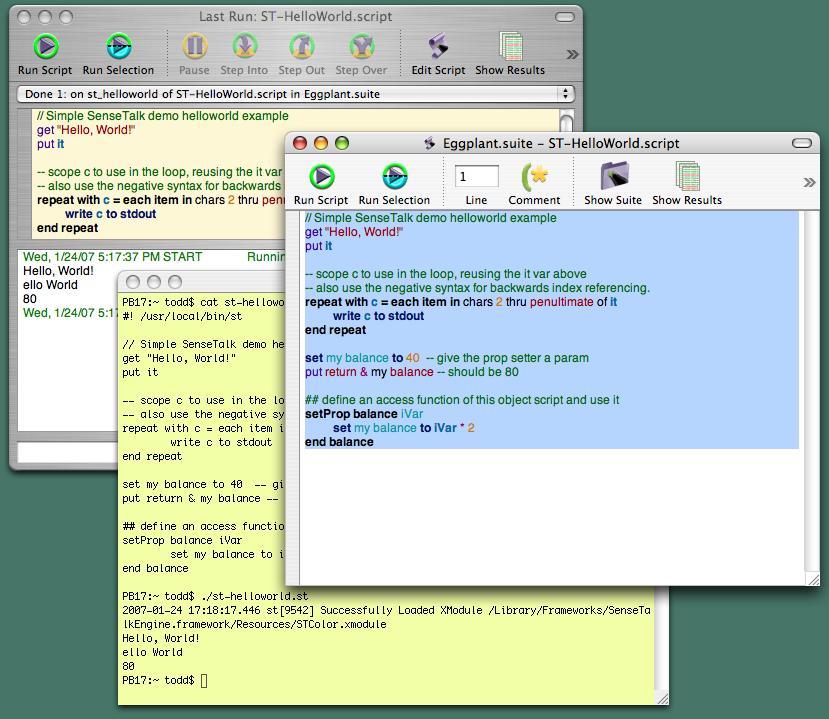 Last Run: ST-HelloWorld.script
Run Script Run Selection Pause Step Into Step Out Step Over Edit Script Show Results
Done 1: on st_helloworld of ST-HelloWorld.script in Eggplant.suite
// Simple SenseTalk demo helloworld example
get "Hello, World!"
put it
-- scope c to use in the loop, reusing the it var
-- also use the negative syntax for backwards
repeat with c = each item in chars 2 thru
write c to stdout
end repeat
Wed, 1/24/07 5:17:37 PM START
Hello, World!
ello World
80
Wed, 1/24/07
Eggplant.suite – ST-HelloWorld.script
1
Run Script Run Selection Line Comment Show Suite Show Results
// Simple SenseTalk demo helloworld example
get "Hello, World!"
put it
-- scope c to use in the loop, reusing the it var above
-- also use the negative syntax for backwards index referencing.
repeat with c = each item in chars 2 thru penultimate of it
write c to stdout
end repeat
set my balance to 40 -- give the prop setter a param
put return & my balance -- should be 80
## define an access function of this object script and use it
setProp balance iVar
set my balance to iVar * 2
end balance
PB17:~ todd$ cat st-hellowo
#! /usr/local/bin/st
// Simple SenseTalk demo he
get "Hello, World!"
put it
-- scope c to use in the lo
-- also use the negative sy
repeat with c = each item i
write c to stdout
end repeat
set my balance to 40 -- gi
put return & my balance --
## define an access functio
setProp balance iVar
set my balance to i
end balance
PB17:~ todd$ ./st-helloworld.st
2007-01-24 17:18:17.446 st[9542] Successfully Loaded XModule /Library/Frameworks/SenseTa
lkEngine.framework/Resources/STColor.xmodule
Hello, World!
ello World
80
PB17:~ todd$